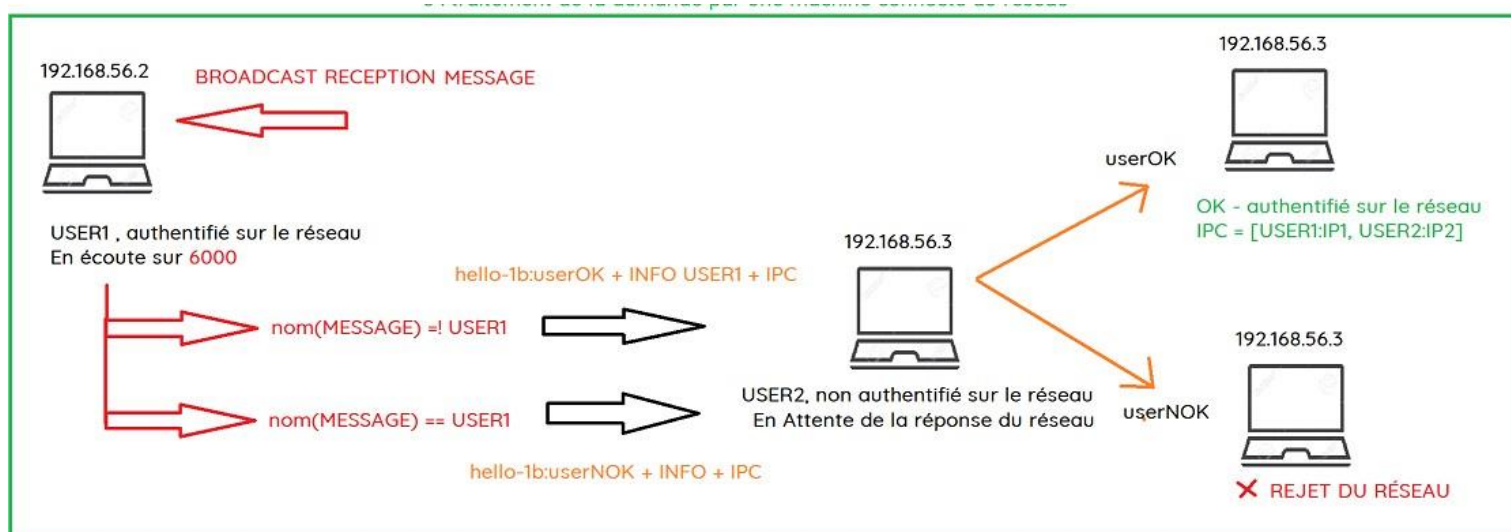 192.168.56.3
192.168.56.2
BROADCAST RECEPTION MESSAGE
userOK
OK - authentifié sur le réseau
IPC = [USER1:IP1, USER2:IP2]
USER1 , authentifié sur le réseau
En écoute sur 6000
192.168.56.3
hello-1b:userOK + INFO USER1 + IPC
nom(MESSAGE) =! USER1
192.168.56.3
USER2, non authentifié sur le réseau
En Attente de la réponse du réseau
userNOK
nom(MESSAGE) == USER1
hello-1b:userNOK + INFO + IPC
REJET DU RÉSEAU